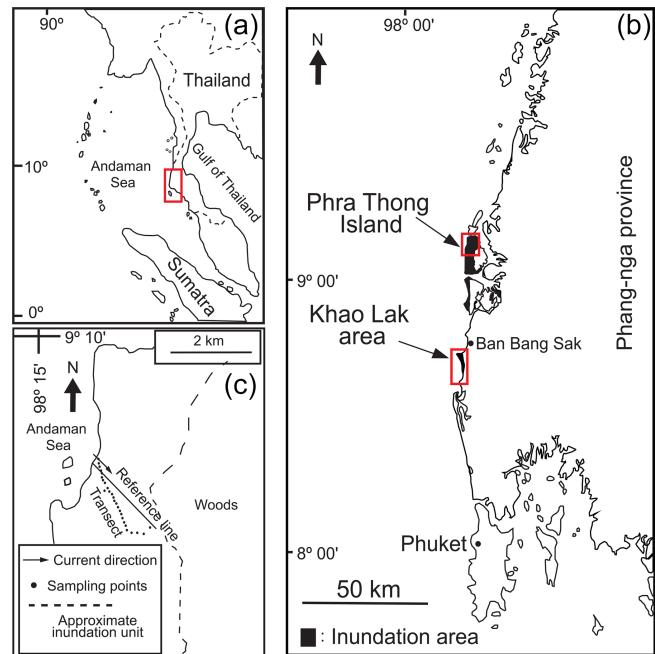 90º
(a)
Thailand
10º
Andaman
Sea
Gulf of Thailand
Sumatra
0º
9º 10'
2 km
(c)
98º 15'
N
Andaman
Sea
Reference line
Transect
Woods
Current direction
Sampling points
Approximate
inundation unit
98º 00'
(b)
N
Phra Thong
Island
9º 00'
Khao Lak
area
Ban Bang Sak
Phang-nga province
8º 00'
Phuket
50 km
: Inundation area